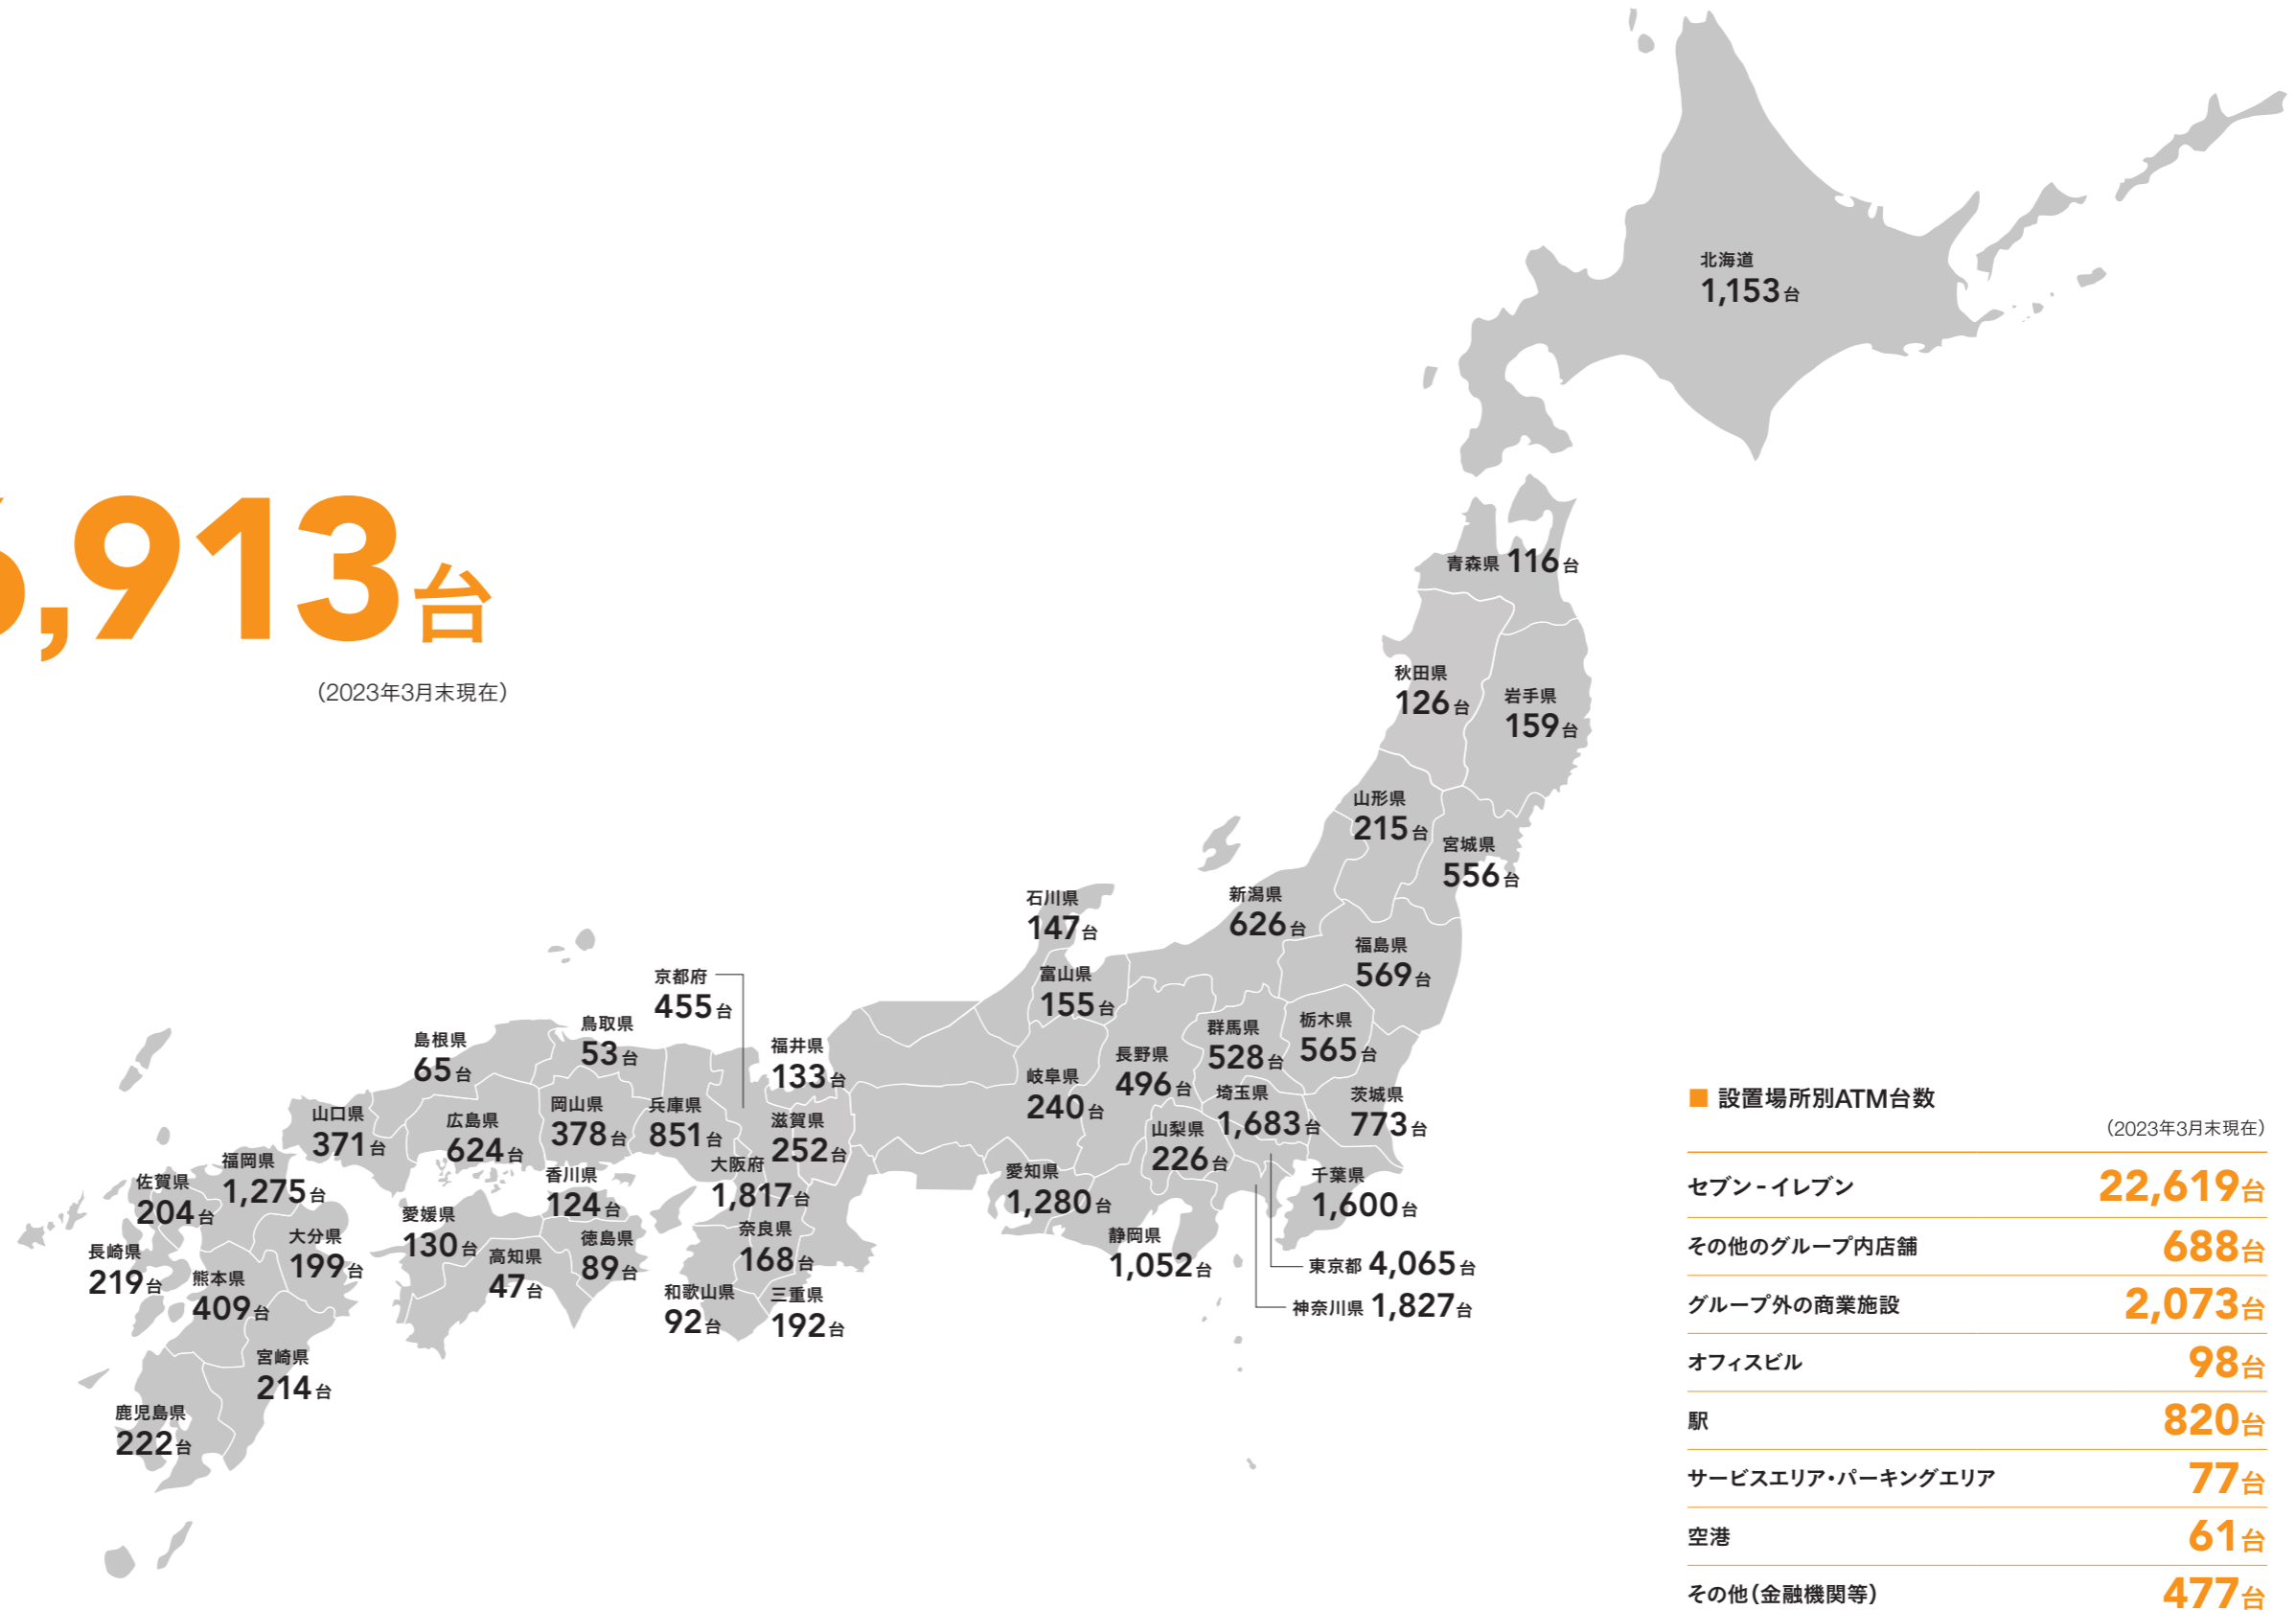 6,913台
（2023年3月末現在）
北海道
1,153台
青森県 116台
秋田県
126台
岩手県
159台
山形県
215台
宮城県
556台
石川県
147台
新潟県
626台
福島県
569台
富山県
155台
京都府
455台
鳥取県
53台
島根県
65台
福井県
133台
群馬県
528台
栃木県
565台
長野県
496台
岐阜県
240台
埼玉県
1,683台
茨城県
773台
山口県
371台
広島県
624台
岡山県
378台
兵庫県
851台
滋賀県
252台
山梨県
226台
福岡県
1,275台
佐賀県
204台
大阪府
1,817台
香川県
124台
愛知県
1,280台
千葉県
1,600台
愛媛県
130台
大分県
199台
長崎県
219台
熊本県
409台
高知県
47台
徳島県
89台
奈良県
168台
静岡県
1,052台
東京都 4,065台
和歌山県
92台
三重県
192台
神奈川県 1,827台
宮崎県
214台
鹿児島県
222台
■ 設置場所別ATM台数
（2023年3月末現在）
セブン‐イレブン 22,619台
その他のグループ内店舗 688台
グループ外の商業施設 2,073台
オフィスビル 98台
駅 820台
サービスエリア・パーキングエリア 77台
空港 61台
その他（金融機関等） 477台